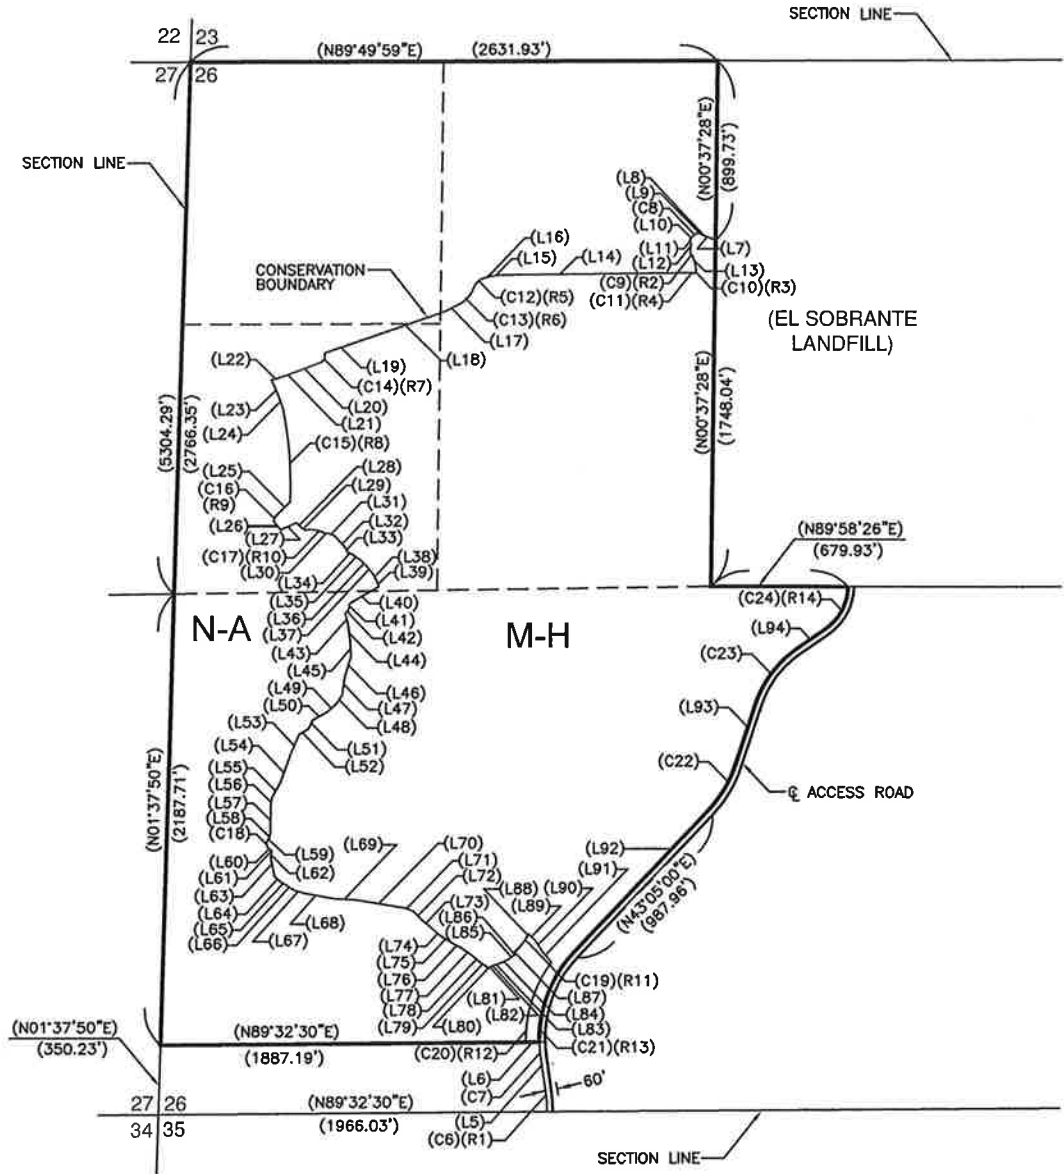 SECTION LINE
22 23
(N89°49'59"E) (2631.93')
27 26
SECTION LINE
(N00°37'28"E)
(899.73')
(L8)
(L9)
(C8)
(L10)
(L16)
(L15)
(L14)
(L11)
(L7)
(L12)
(L13)
CONSERVATION
BOUNDARY
(C9)(R2)
(C10)(R3)
(C12)(R5)
(C11)(R4)
(C13)(R6)
(EL SOBRANTE
LANDFILL)
(L17)
(L18)
(L22)
(L19)
(C14)(R7)
(L23)
(L20)
(L21)
(L24)
(N00°37'28"E)
(1748.04')
(5304.29')
(2766.35')
(C15)(R8)
(L25)
(L28)
(C16)
(R9)
(L29)
(L31)
(L26)
(L27)
(L32)
(L33)
(N89°58'26"E)
(679.93')
(C17)(R10)
(L30)
(L38)
(L34)
(L39)
(L35)
(L40)
(C24)(R14)
(L36)
(L41)
N-A
M-H
(L37)
(L42)
(L94)
(L43)
(L44)
(C23)
(L45)
(L49)
(L46)
(L50)
(L47)
(L93)
(L53)
(L48)
(L54)
(L51)
(L52)
(C22)
(N01°37'50"E)
(2187.71')
(L55)
(L56)
℄ ACCESS ROAD
(L57)
(L58)
(C18)
(L69)
(L70)
(L92)
(L59)
(L60)
(L62)
(L71)
(L91)
(L61)
(L72)
(L88)
(L90)
(N43°05'00"E)
(987.96')
(L63)
(L73)
(L89)
(L64)
(L86)
(L65)
(L68)
(L85)
(L66)
(L67)
(L74)
(L75)
(L76)
(C19)(R11)
(L77)
(L81)
(L87)
(L78)
(L82)
(L84)
(L79)
(L80)
(L83)
(N01°37'50"E)
(350.23')
(N89°32'30"E)
(1887.19')
(C20)(R12)
(C21)(R13)
(L6)
(C7)
60'
27 26
(N89°32'30"E)
(1966.03')
(L5)
34 35
(C6)(R1)
SECTION LINE